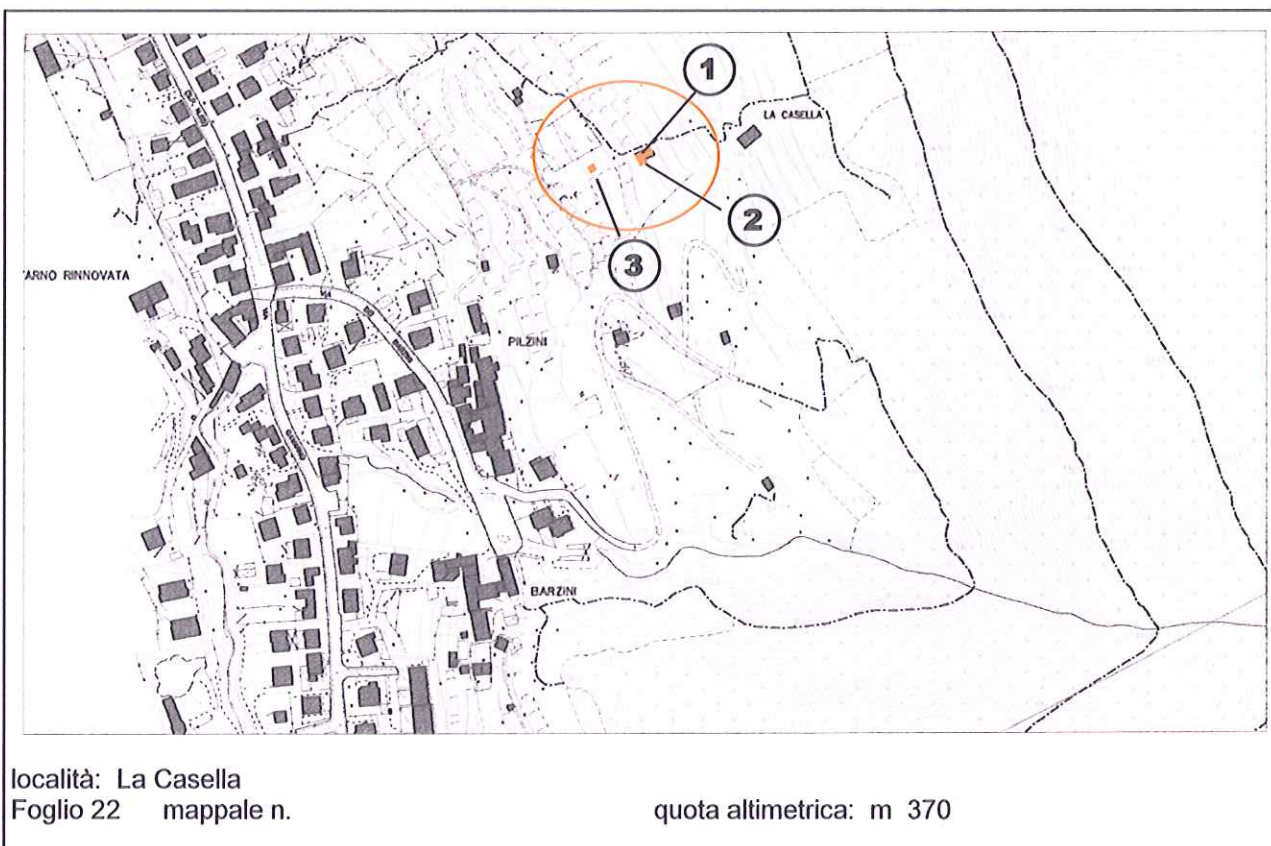 1
LA CASELLA
2
3
'ARNO RINNOVATA
PILZINI
BARZINI
località: La Casella
Foglio 22 mappale n. quota altimetrica: m 370